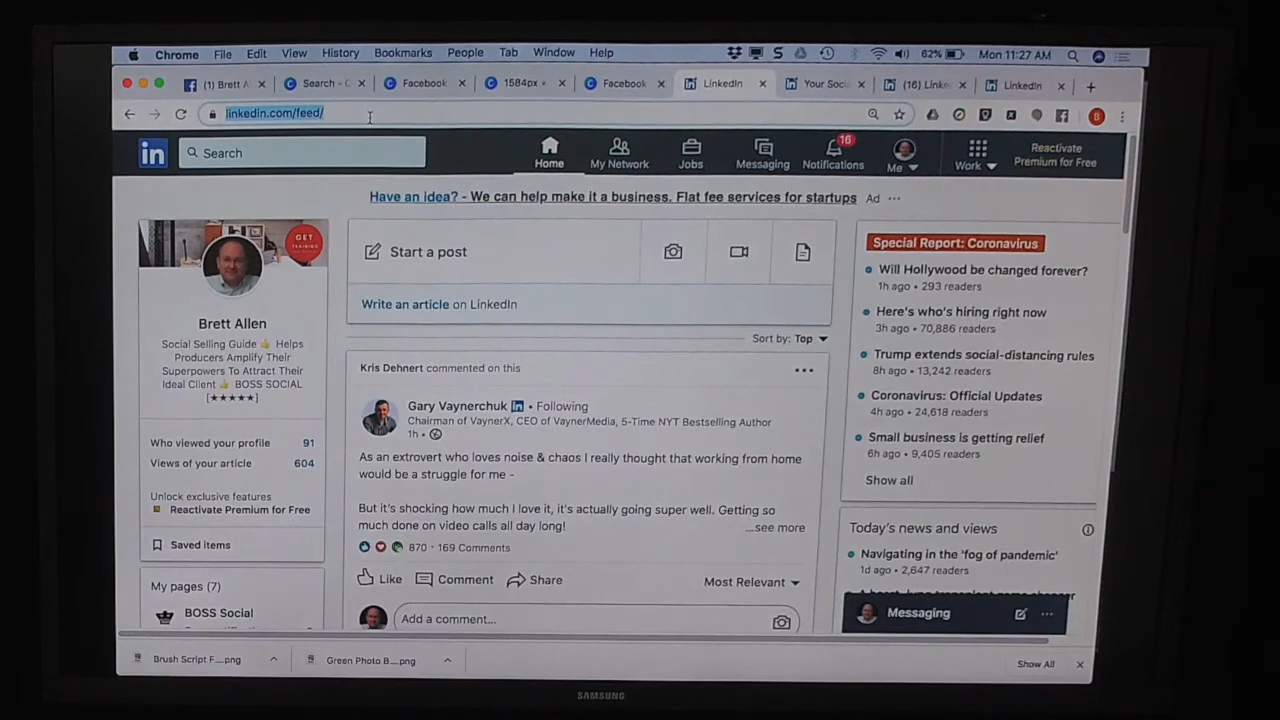 Chrome File Edit View History Bookmarks People Tab Window Help
S 62% Mon 11:27 AM
(1) Brett A Search - C Facebook 1584px × Facebook LinkedIn Your Soci (16) Linke LinkedIn
linkedin.com/feed/
B
in Search
Home My Network Jobs Messaging 16 Notifications Me Work Reactivate
Premium for Free
Have an idea? - We can help make it a business. Flat fee services for startups Ad
GET
TRAINING
Brett Allen
Social Selling Guide 👍 Helps
Producers Amplify Their
Superpowers To Attract Their
Ideal Client 👍 BOSS SOCIAL
[★★★★★]
Who viewed your profile 91
Views of your article 604
Unlock exclusive features
Reactivate Premium for Free
Saved items
My pages (7)
BOSS Social
Start a post
Write an article on LinkedIn
Sort by: Top
Kris Dehnert commented on this
Gary Vaynerchuk in • Following
Chairman of VaynerX, CEO of VaynerMedia, 5-Time NYT Bestselling Author
1h •
As an extrovert who loves noise & chaos I really thought that working from home
would be a struggle for me -
But it's shocking how much I love it, it's actually going super well. Getting so
much done on video calls all day long!
...see more
870 · 169 Comments
Like Comment Share Most Relevant
Add a comment...
Special Report: Coronavirus
Will Hollywood be changed forever?
1h ago • 293 readers
Here's who's hiring right now
3h ago • 70,886 readers
Trump extends social-distancing rules
8h ago • 13,242 readers
Coronavirus: Official Updates
4h ago • 24,618 readers
Small business is getting relief
6h ago • 9,405 readers
Show all
Today's news and views
Navigating in the 'fog of pandemic'
1d ago • 2,647 readers
Messaging
Brush Script F....png Green Photo B....png Show All
SAMSUNG